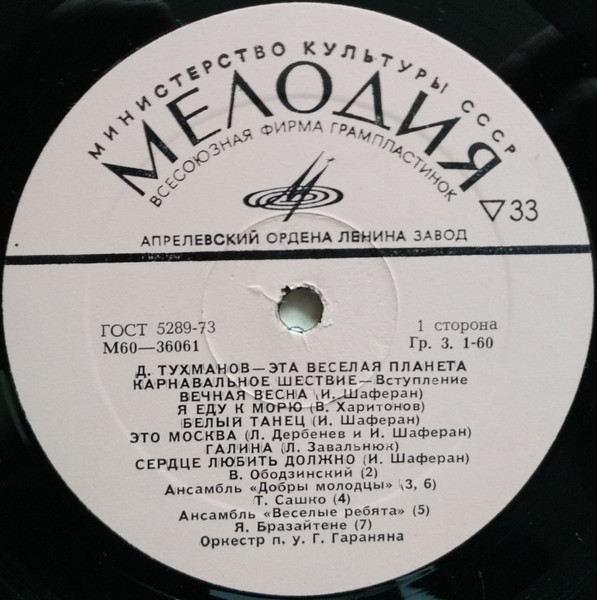 МИНИСТЕРСТВО КУЛЬТУРЫ СССР
МЕЛОДИЯ
ВСЕСОЮЗНАЯ ФИРМА ГРАМПЛАСТИНОК
▽33
АПРЕЛЕВСКИЙ ОРДЕНА ЛЕНИНА ЗАВОД
ГОСТ 5289-73
1 сторона
М60—36061
Гр. 3. 1-60
Д. ТУХМАНОВ—ЭТА ВЕСЕЛАЯ ПЛАНЕТА
КАРНАВАЛЬНОЕ ШЕСТВИЕ—Вступление
ВЕЧНАЯ ВЕСНА (И. Шаферан)
Я ЕДУ К МОРЮ (В. Харитонов)
БЕЛЫЙ ТАНЕЦ (И. Шаферан)
ЭТО МОСКВА (Л. Дербенев и И. Шаферан)
ГАЛИНА (Л. Завальнюк)
СЕРДЦЕ ЛЮБИТЬ ДОЛЖНО (И. Шаферан)
В. Ободзинский (2)
Ансамбль «Добры молодцы» (3, 6)
Т. Сашко (4)
Ансамбль «Веселые ребята» (5)
Я. Бразайтене (7)
Оркестр п. у. Г. Гараняна